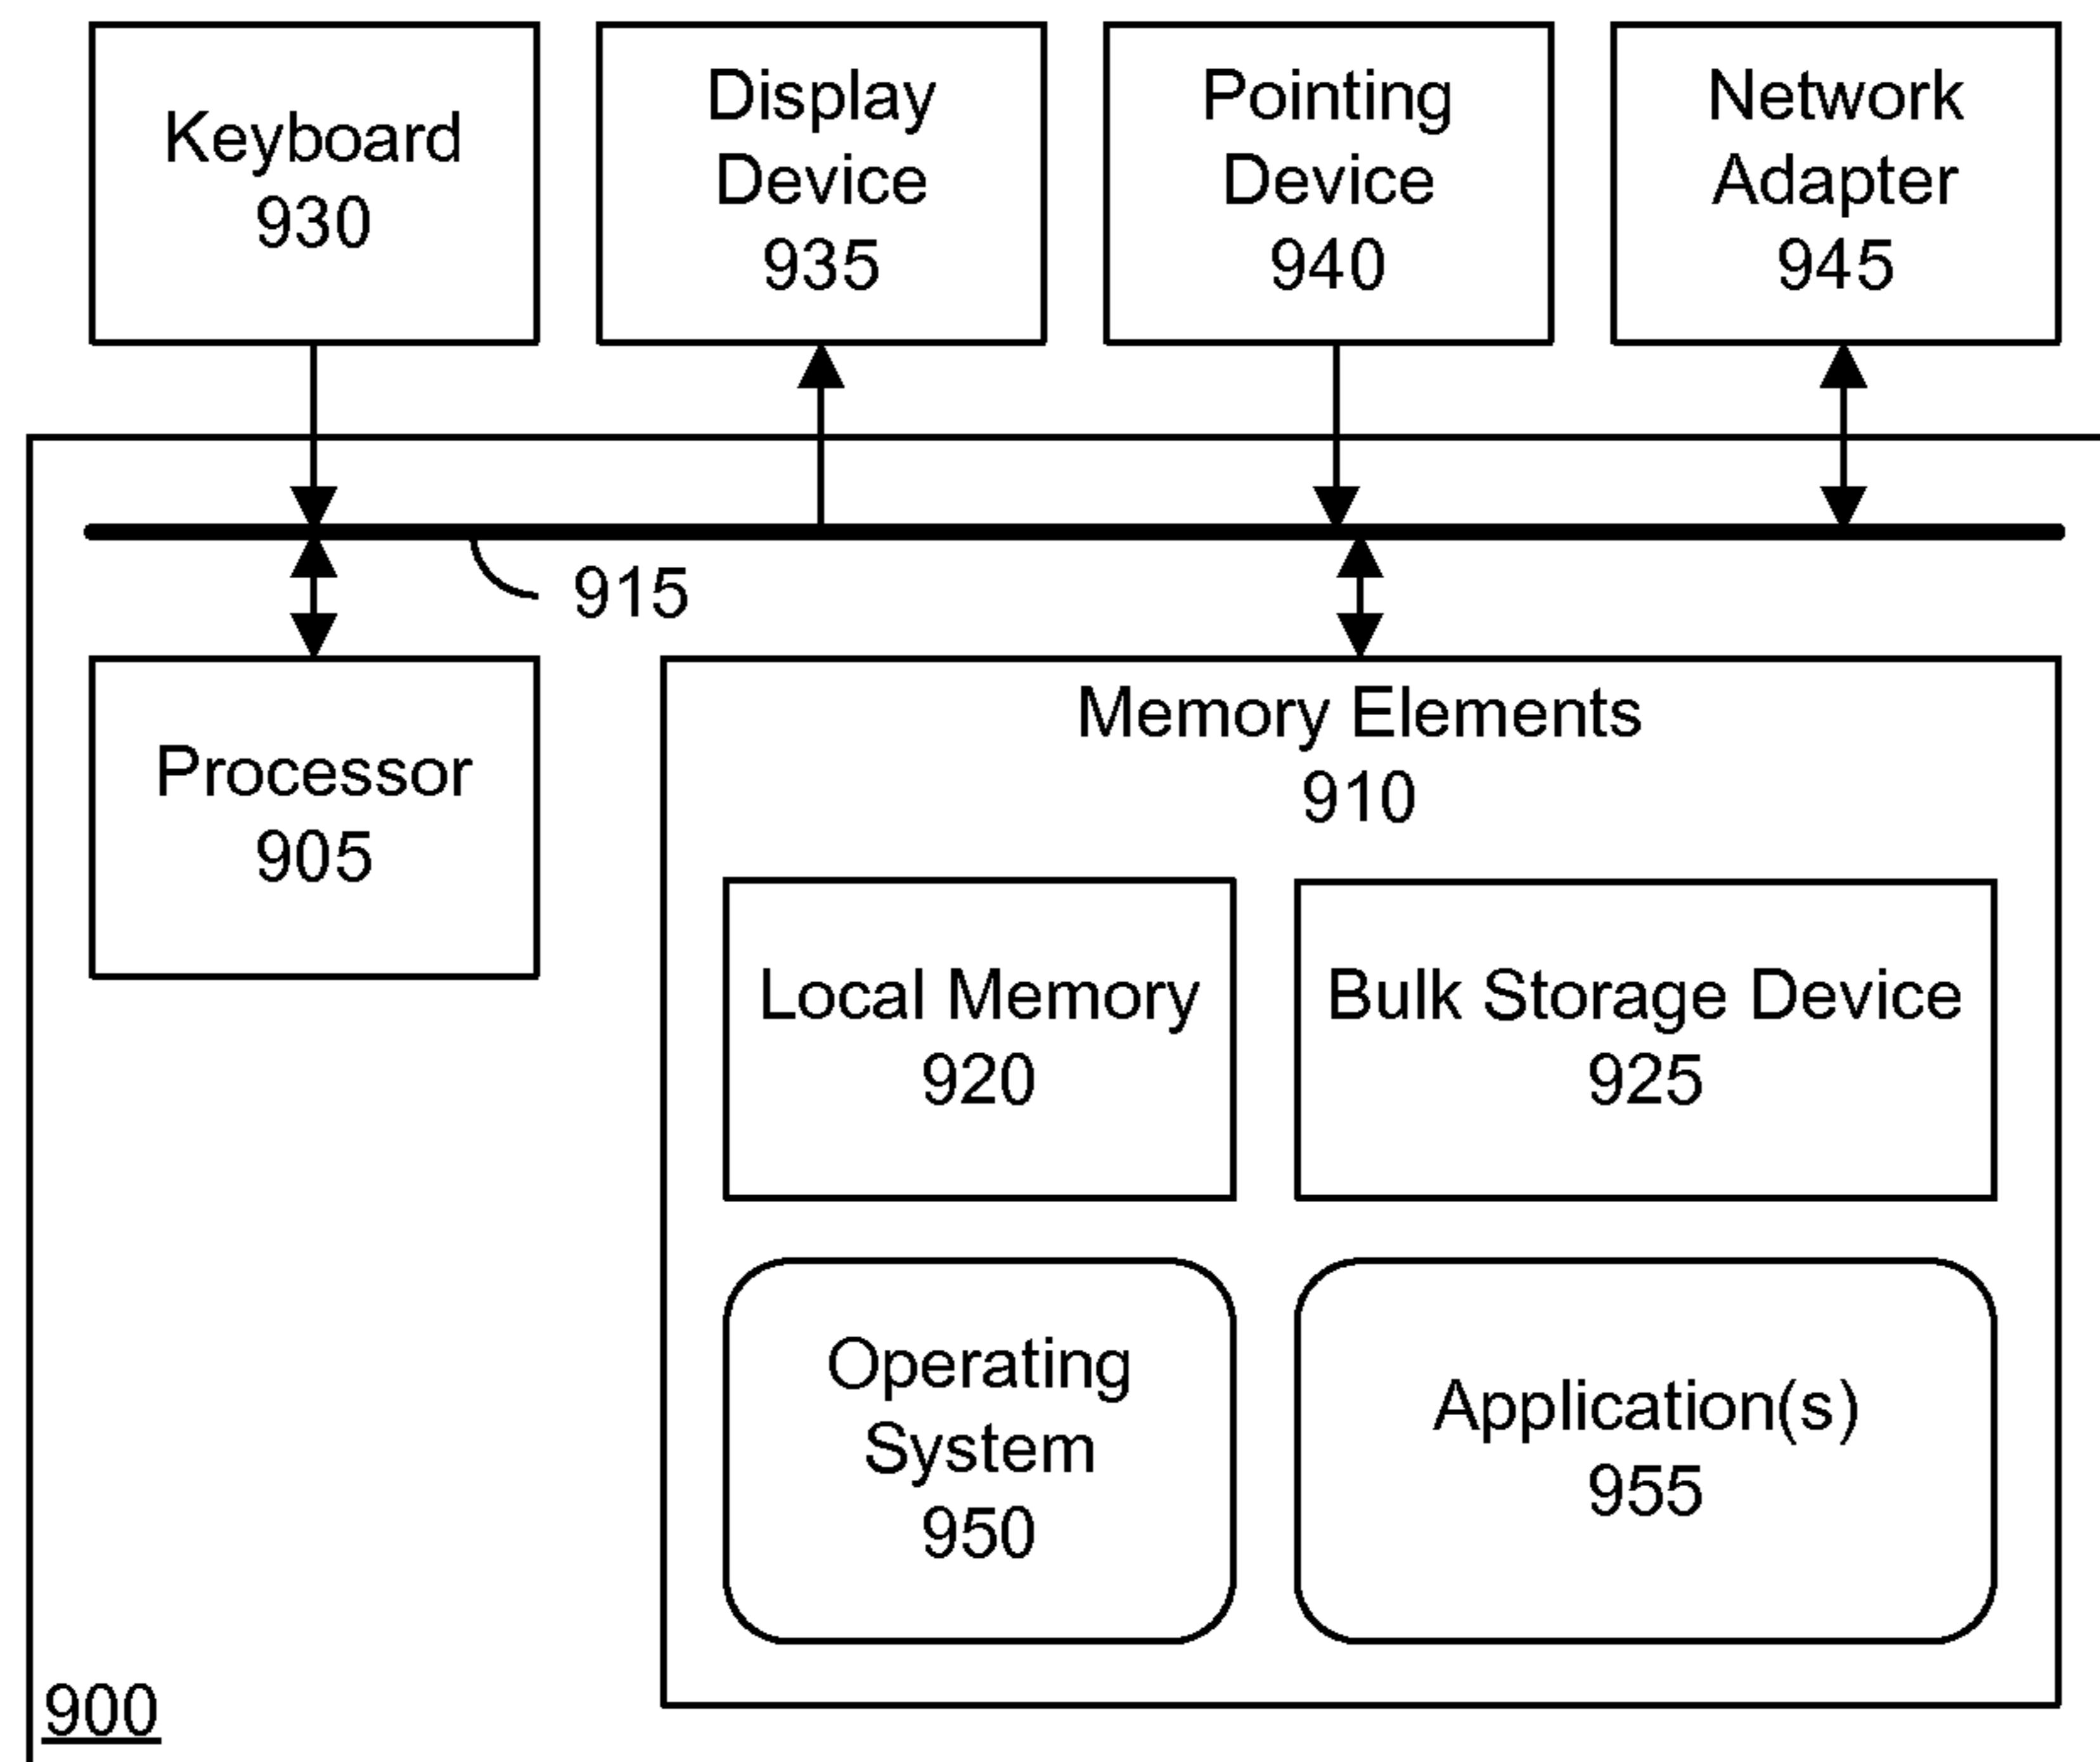 Keyboard
930
Display
Device
935
Pointing
Device
940
Network
Adapter
945
915
Processor
905
Memory Elements
910
Local Memory
920
Bulk Storage Device
925
Operating
System
950
Application(s)
955
900